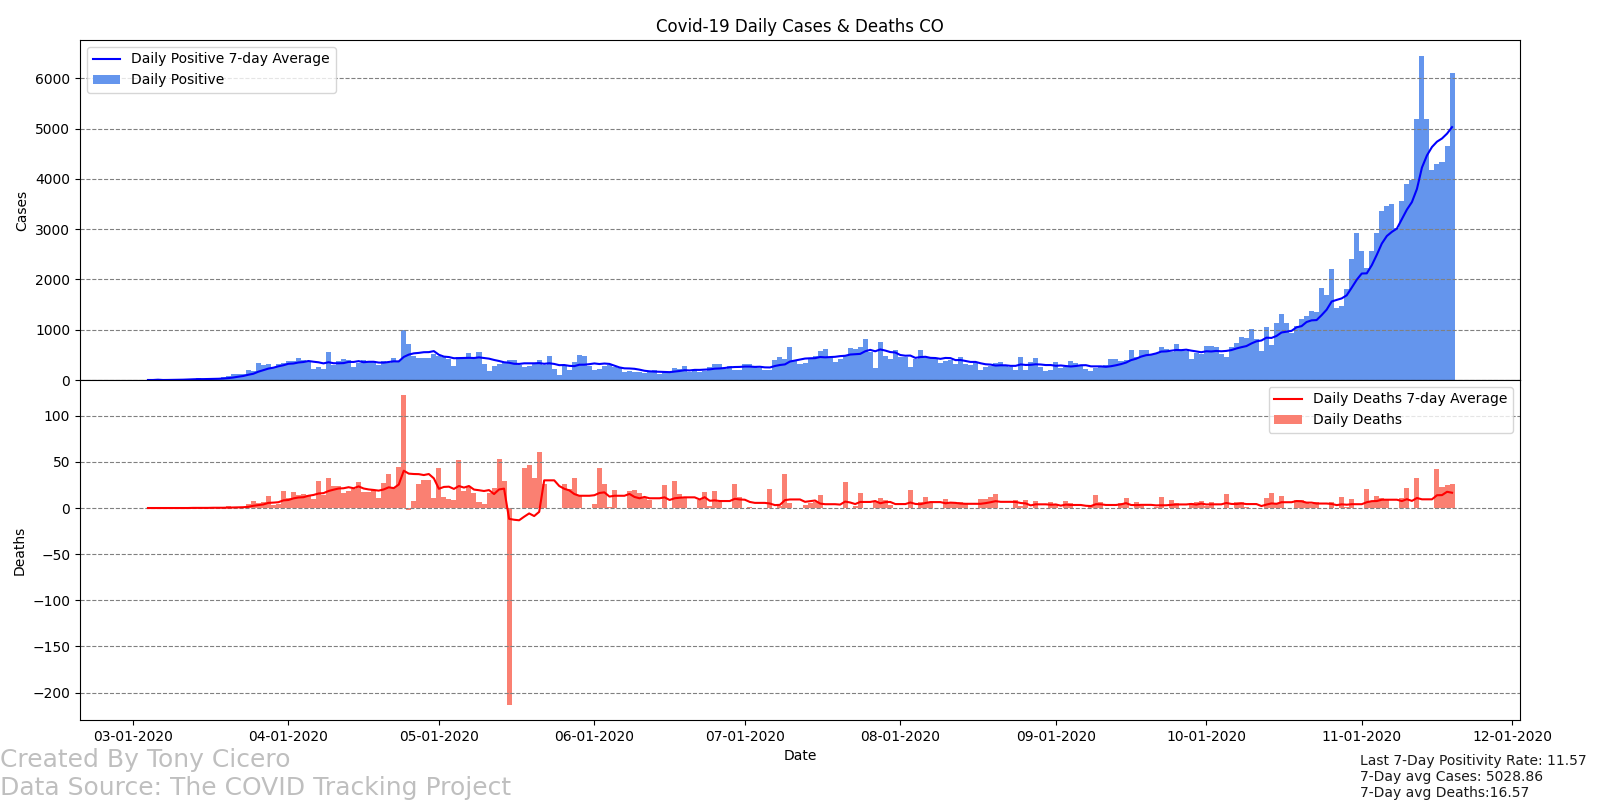 Covid-19 Daily Cases & Deaths CO
Daily Positive 7-day Average
Daily Positive
6000
5000
4000
3000
2000
1000
0
Cases
Daily Deaths 7-day Average
Daily Deaths
100
50
0
−50
−100
−150
−200
Deaths
03-01-2020 04-01-2020 05-01-2020 06-01-2020 07-01-2020 08-01-2020 09-01-2020 10-01-2020 11-01-2020 12-01-2020
Date
Created By Tony Cicero
Data Source: The COVID Tracking Project
Last 7-Day Positivity Rate: 11.57
7-Day avg Cases: 5028.86
7-Day avg Deaths:16.57